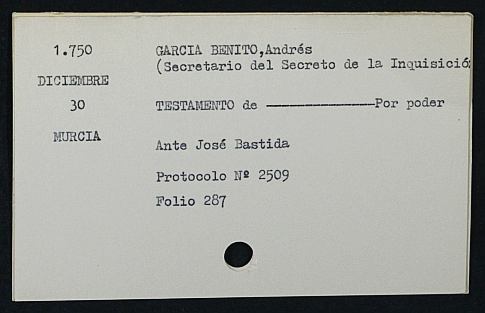 1.750 GARCIA BENITO,Andrés
(Secretario del Secreto de la Inquisició
DICIEMBRE
30 TESTAMENTO de ————————Por poder
MURCIA
Ante José Bastida
Protocolo Nº 2509
Folio 287